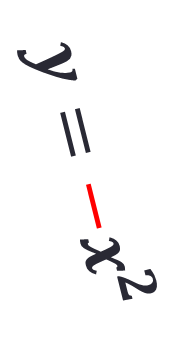 y = −x²